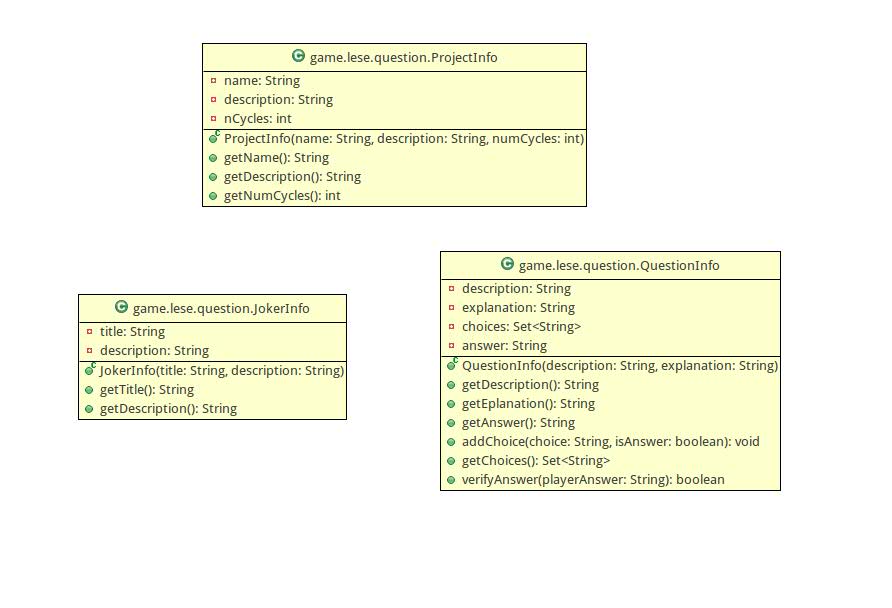 game.lese.question.ProjectInfo
name: String
description: String
nCycles: int
ProjectInfo(name: String, description: String, numCycles: int)
getName(): String
getDescription(): String
getNumCycles(): int
game.lese.question.JokerInfo
title: String
description: String
JokerInfo(title: String, description: String)
getTitle(): String
getDescription(): String
game.lese.question.QuestionInfo
description: String
explanation: String
choices: Set<String>
answer: String
QuestionInfo(description: String, explanation: String)
getDescription(): String
getEplanation(): String
getAnswer(): String
addChoice(choice: String, isAnswer: boolean): void
getChoices(): Set<String>
verifyAnswer(playerAnswer: String): boolean